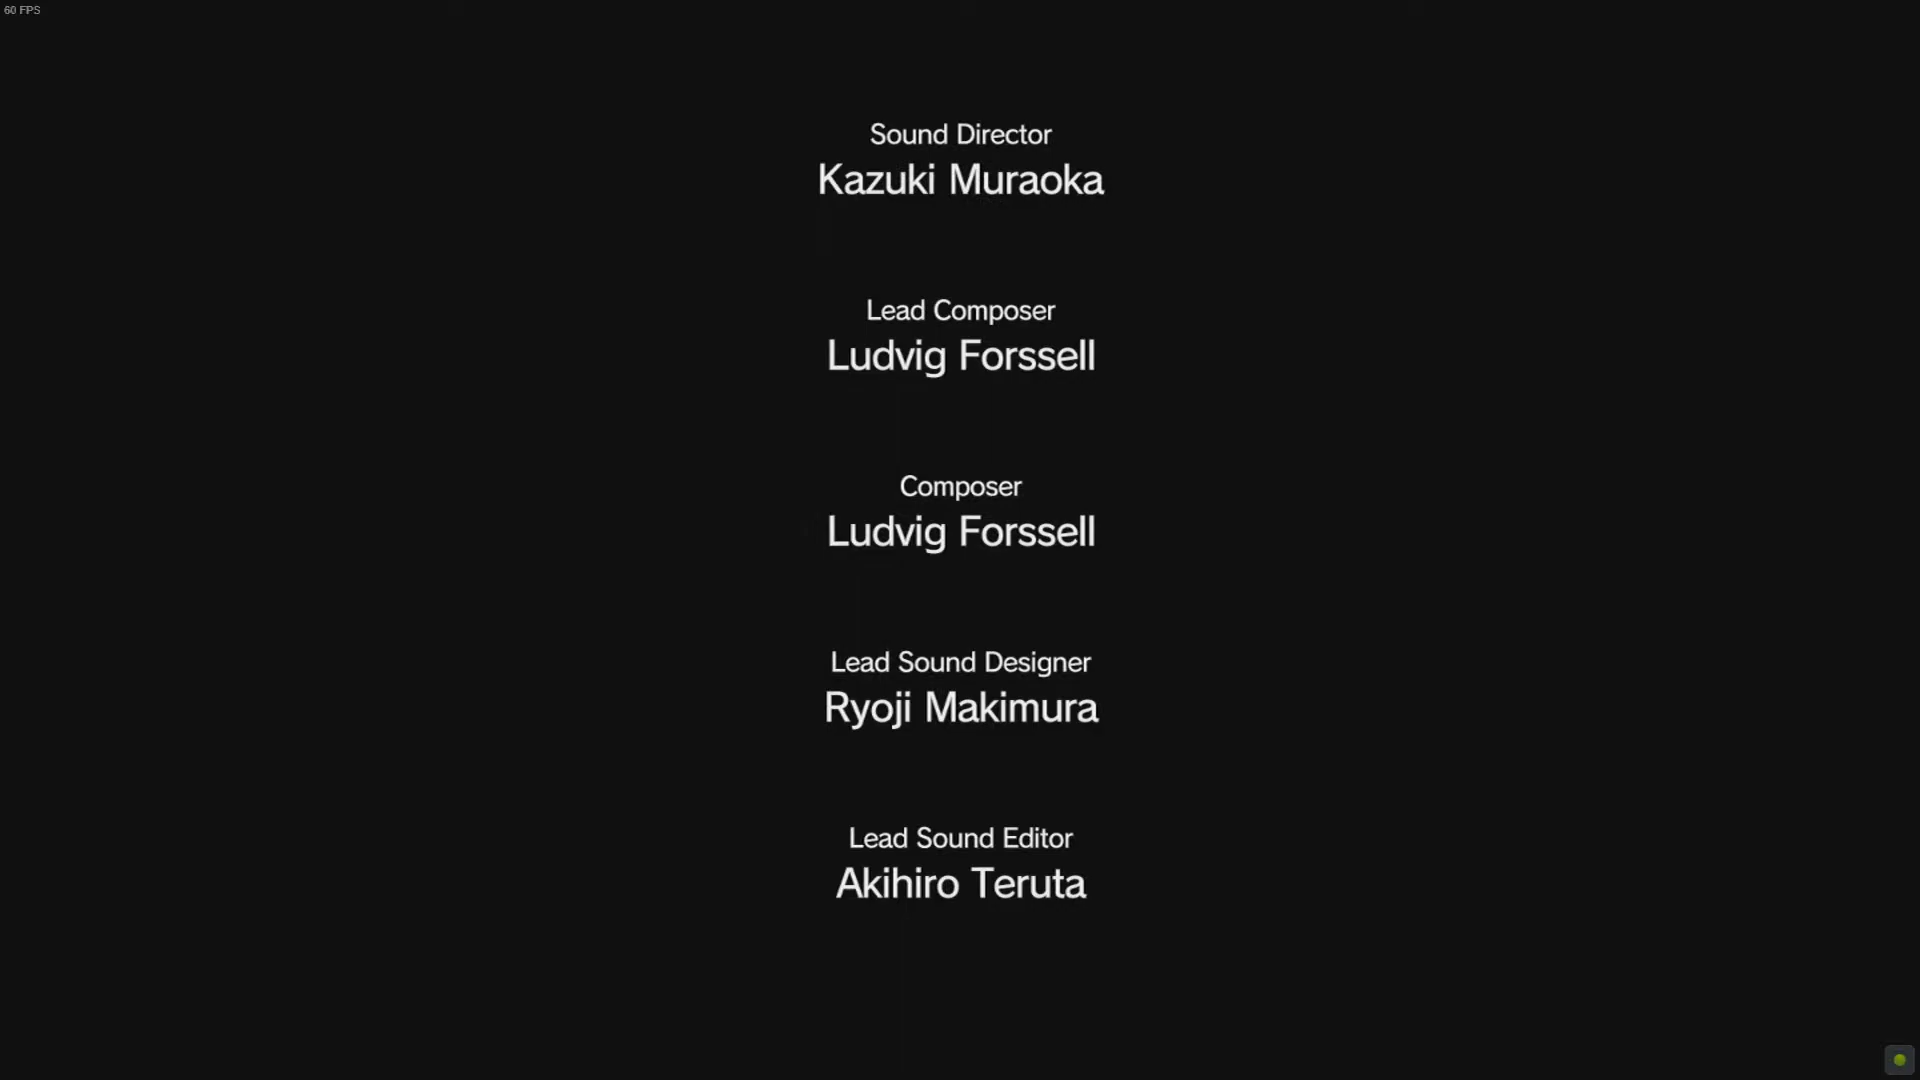 60 FPS
Sound Director
Kazuki Muraoka
Lead Composer
Ludvig Forssell
Composer
Ludvig Forssell
Lead Sound Designer
Ryoji Makimura
Lead Sound Editor
Akihiro Teruta